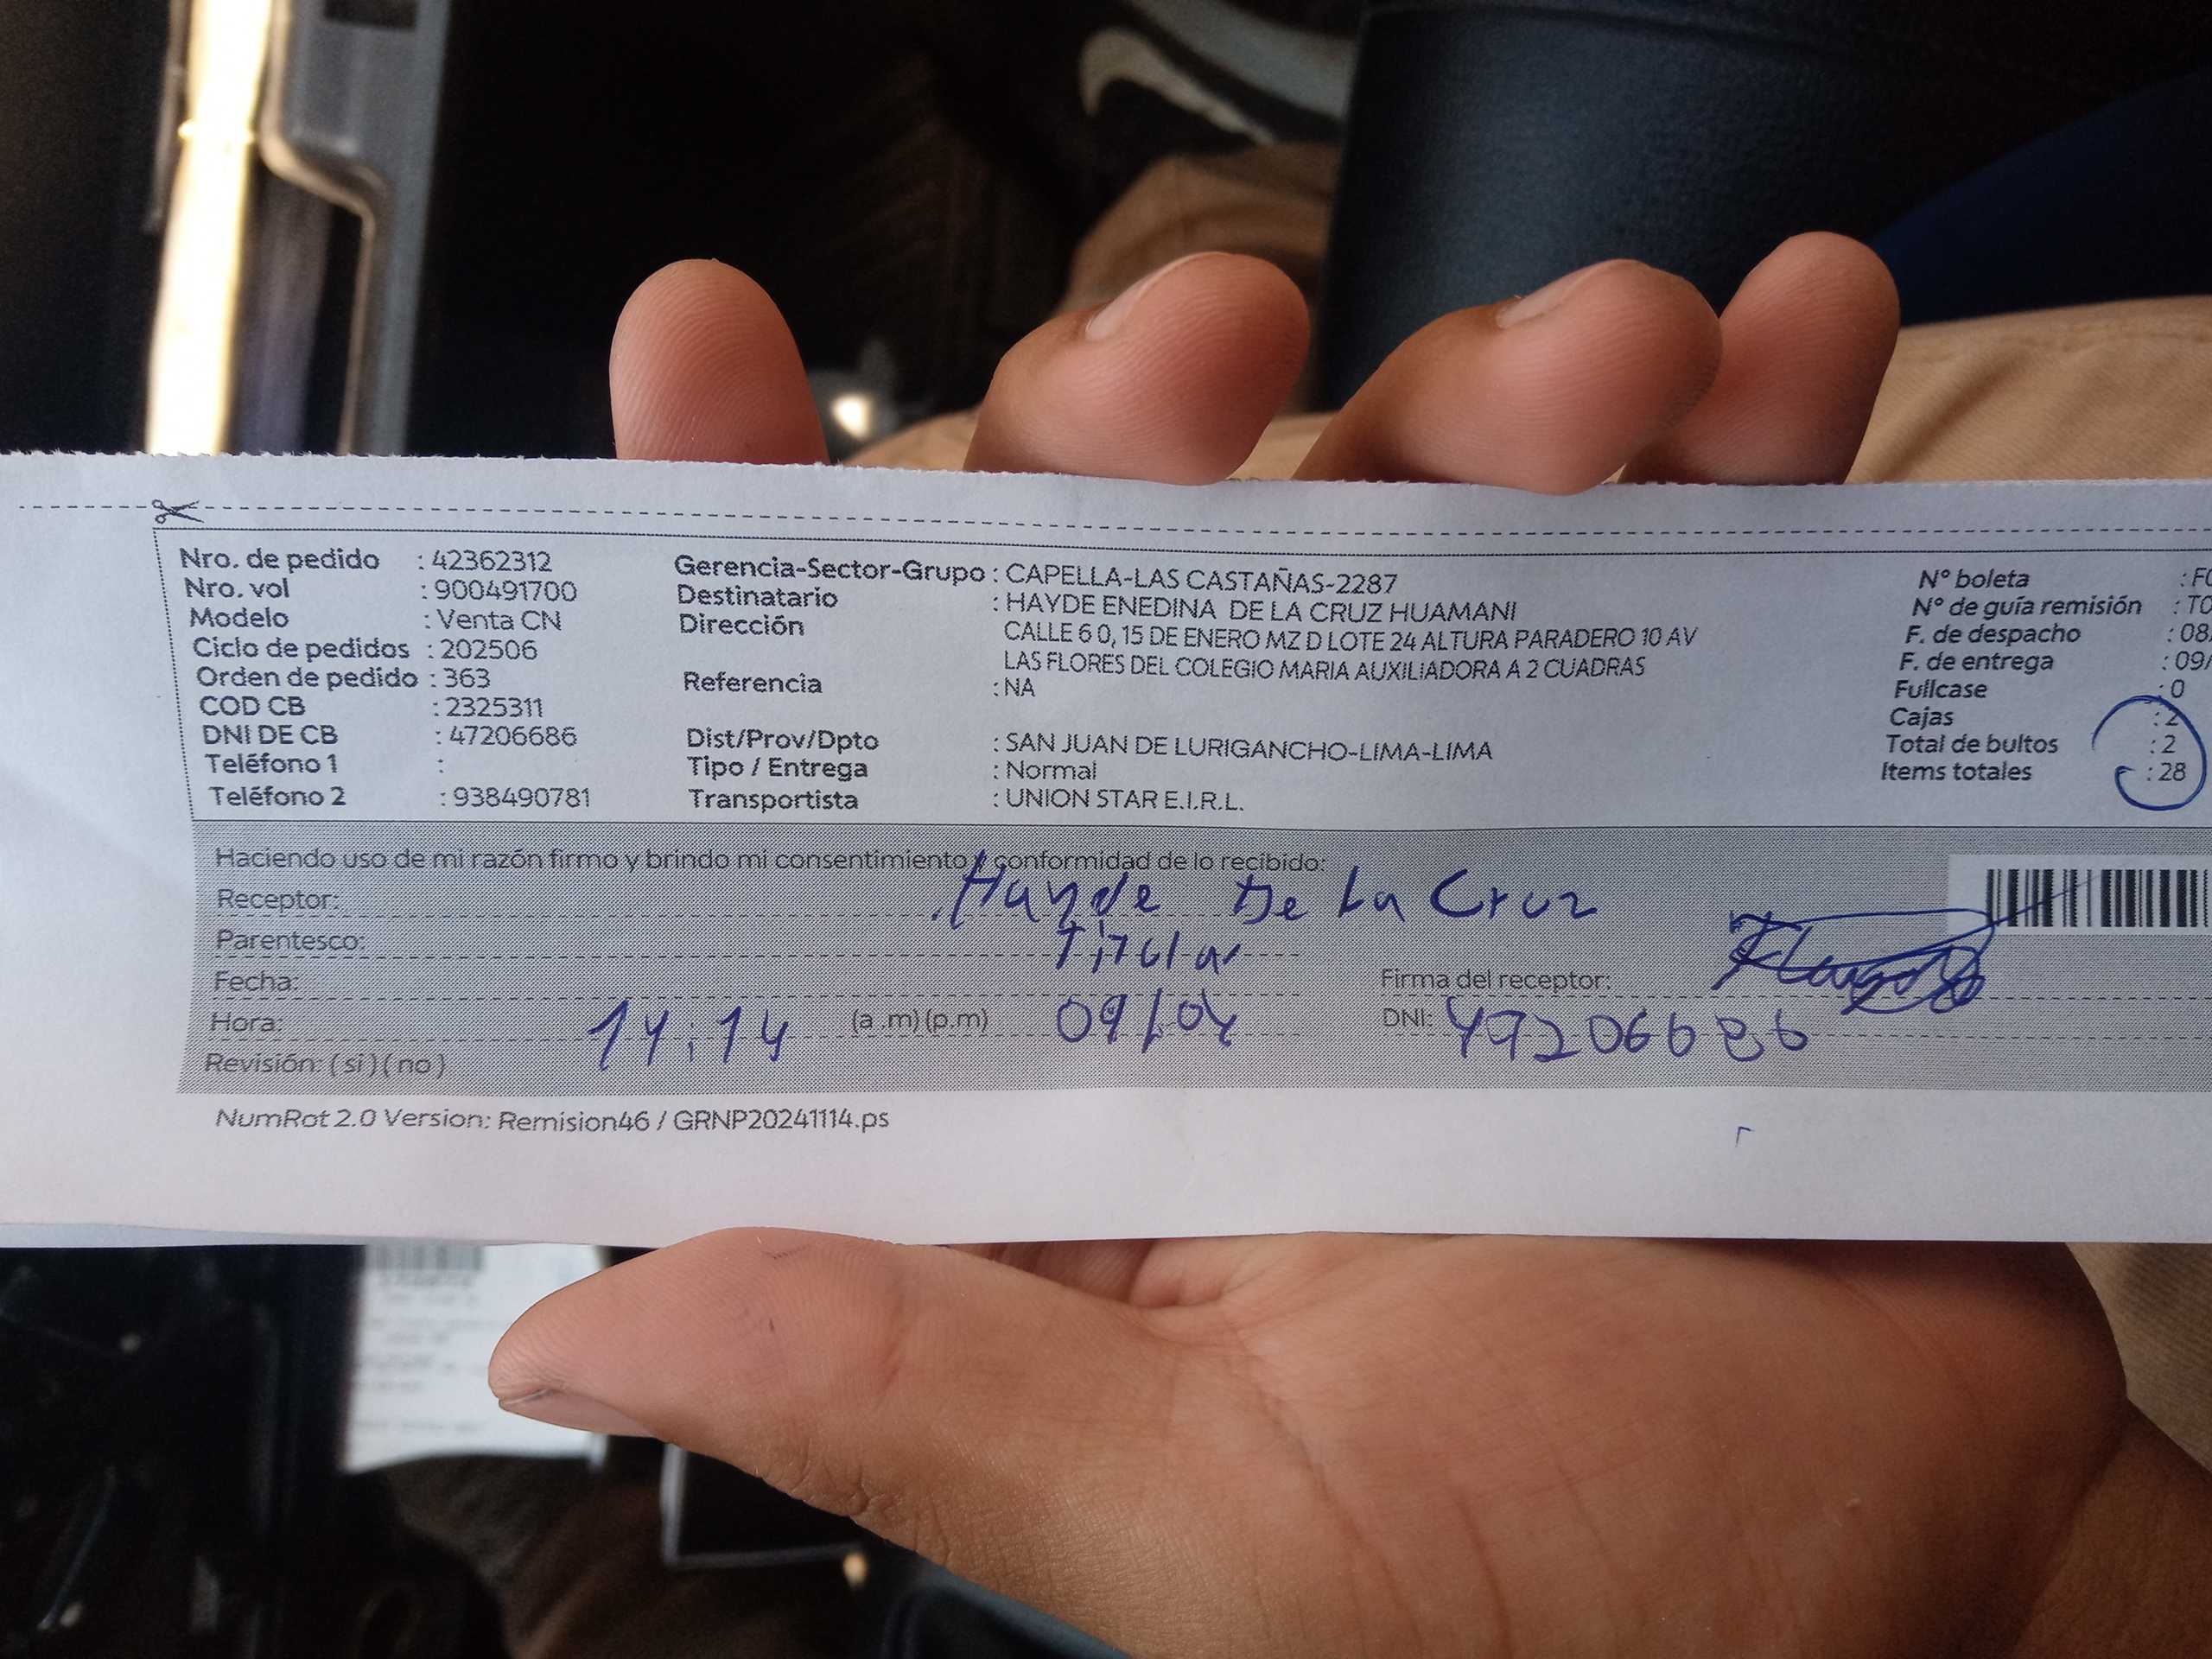 Nro. de pedido : 42362312
Nro. vol : 900491700
Modelo : Venta CN
Ciclo de pedidos : 202506
Orden de pedido : 363
COD CB : 2325311
DNI DE CB : 47206686
Teléfono 1 :
Teléfono 2 : 938490781
Gerencia-Sector-Grupo : CAPELLA-LAS CASTAÑAS-2287
Destinatario : HAYDE ENEDINA DE LA CRUZ HUAMANI
Dirección CALLE 6 0, 15 DE ENERO MZ D LOTE 24 ALTURA PARADERO 10 AV
LAS FLORES DEL COLEGIO MARIA AUXILIADORA A 2 CUADRAS
Referencia : NA
Dist/Prov/Dpto : SAN JUAN DE LURIGANCHO-LIMA-LIMA
Tipo / Entrega : Normal
Transportista : UNION STAR E.I.R.L.
N° boleta : F0
N° de guía remisión : T0
F. de despacho : 08/
F. de entrega : 09/
Fullcase : 0
Cajas : 2
Total de bultos : 2
Items totales : 28
Haciendo uso de mi razón firmo y brindo mi consentimiento y conformidad de lo recibido:
Receptor: Hayde De La Cruz
Parentesco: Titular
Fecha:
Firma del receptor:
Hora: 14:14 (a .m) (p.m) 09/04
DNI: 47206686
Revisión: ( si ) ( no )
NumRot 2.0 Version: Remision46 / GRNP20241114.ps